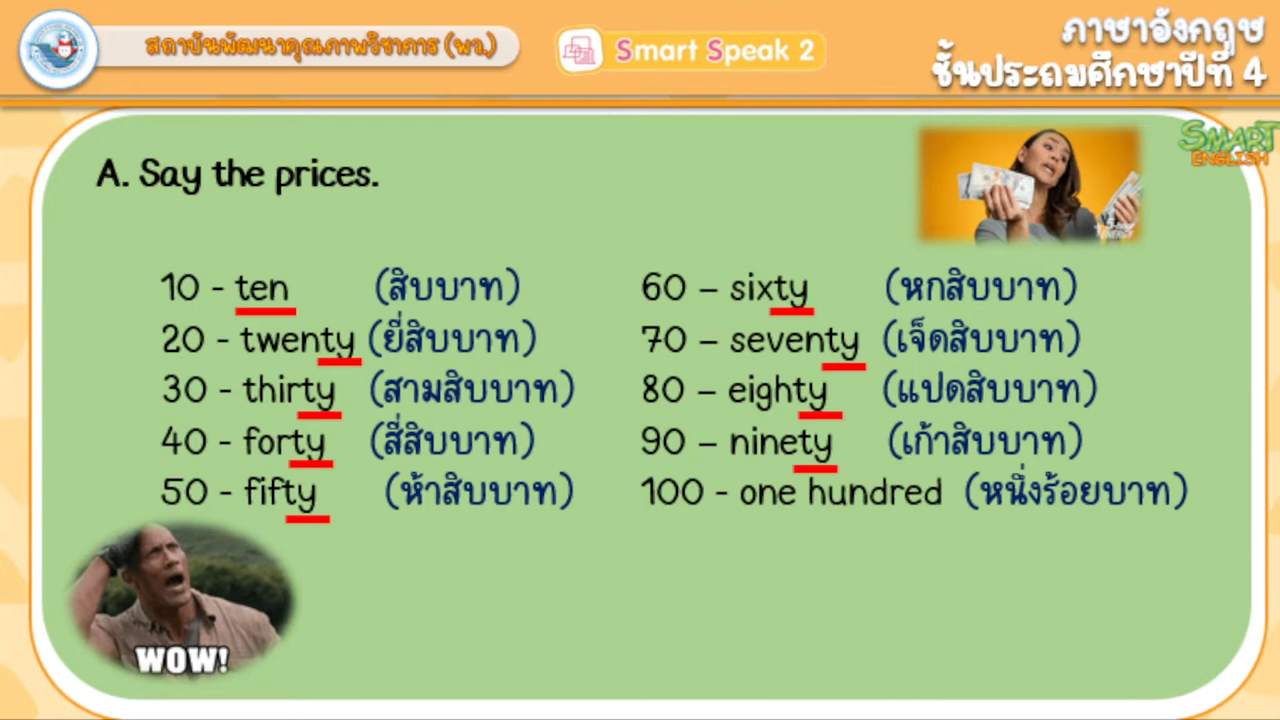 สถาบันพัฒนาคุณภาพวิชาการ (พว.)
Smart Speak 2
ภาษาอังกฤษ
ชั้นประถมศึกษาปีที่ 4
SMART
ENGLISH
A. Say the prices.
10 - ten (สิบบาท)
20 - twenty (ยี่สิบบาท)
30 - thirty (สามสิบบาท)
40 - forty (สี่สิบบาท)
50 - fifty (ห้าสิบบาท)
60 – sixty (หกสิบบาท)
70 – seventy (เจ็ดสิบบาท)
80 – eighty (แปดสิบบาท)
90 – ninety (เก้าสิบบาท)
100 - one hundred (หนึ่งร้อยบาท)
WOW!